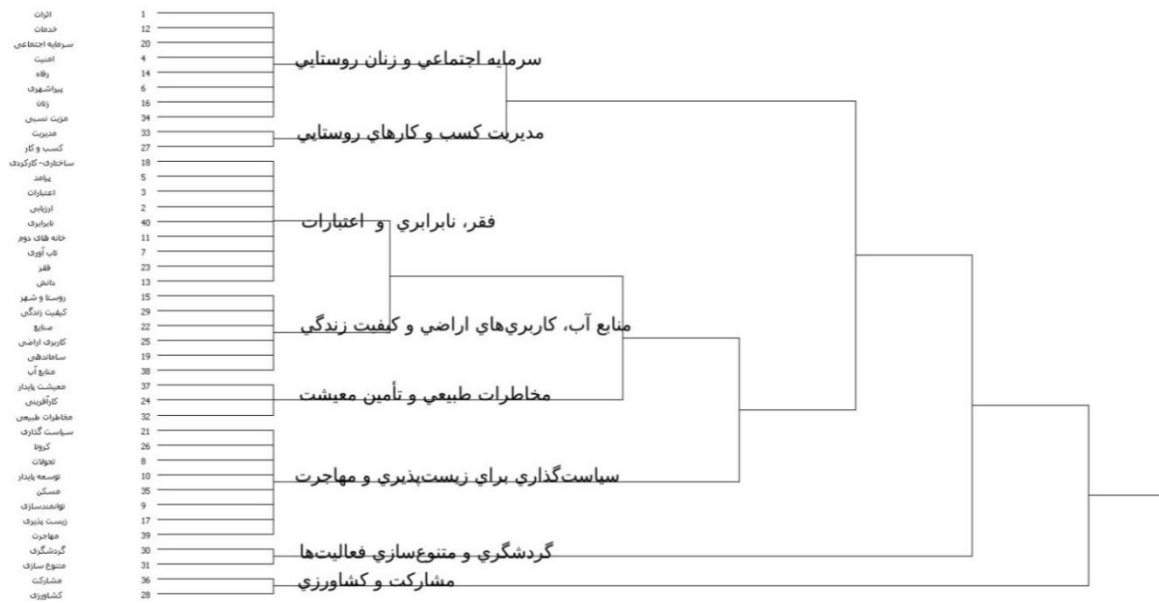 اثرات 1
خدمات 12
سرمایه اجتماعی 20
امنیت 4
سرمايه اجتماعي و زنان روستايي
رفاه 14
پیراشهری 6
زنان 16
مزیت نسبی 34
مدیریت 33
مديريت كسب و كارهاي روستايي
کسب و کار 27
ساختاری- کارکردی 18
پیامد 5
اعتبارات 3
ارزیابی 2
نابرابری 40
فقر، نابرابري و اعتبارات
خانه های دوم 11
تاب آوری 7
فقر 23
دانش 13
روستا و شهر 15
کیفیت زندگی 29
منابع 22
منابع آب، كاربري‌هاي اراضي و كيفيت زندگي
کاربری اراضی 25
ساماندهی 19
منابع آب 38
معیشت پایدار 37
کارآفرینی 24
مخاطرات طبيعي و تأمين معيشت
مخاطرات طبیعی 32
سیاست گذاری 21
کرونا 26
تحولات 8
توسعه پایدار 10
سياست‌گذاري براي زيست‌پذيري و مهاجرت
مسکن 35
توانمندسازی 9
زیست پذیری 17
مهاجرت 39
گردشگری 30
گردشگري و متنوع‌سازي فعاليت‌ها
متنوع سازی 31
مشارکت 36
مشاركت و كشاورزي
کشاورزی 28